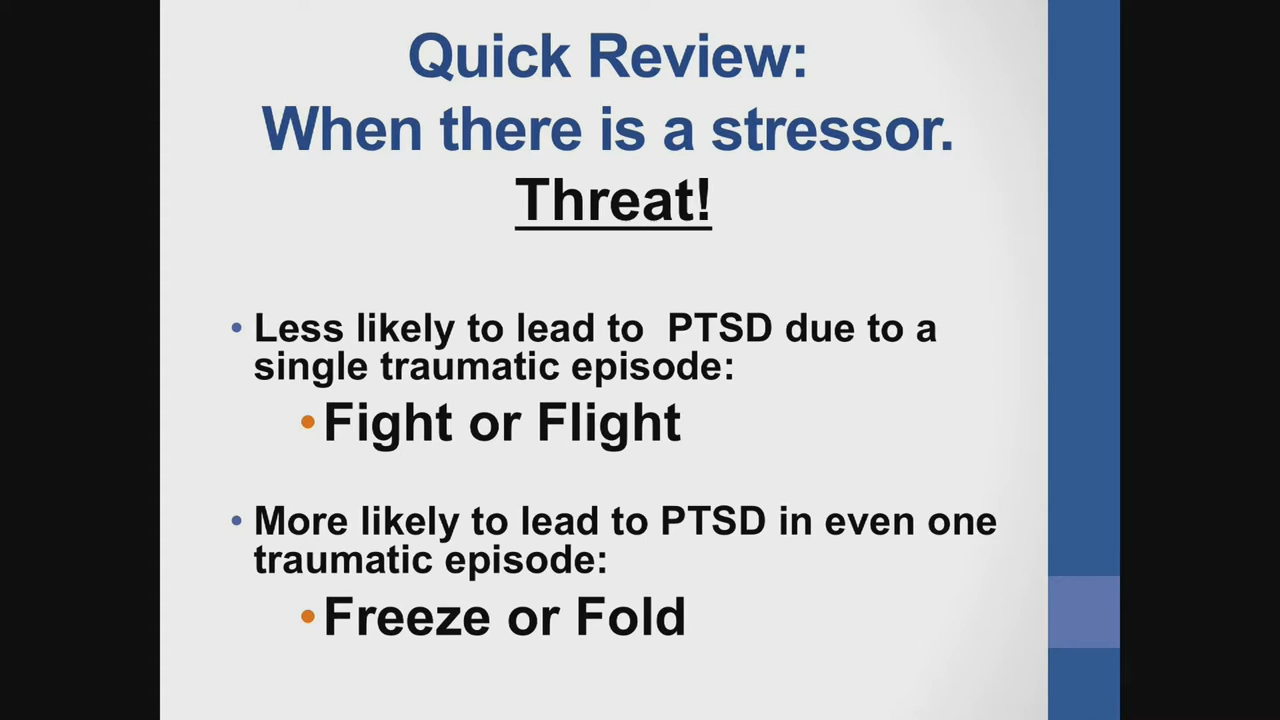 Quick Review:
When there is a stressor.
Threat!
• Less likely to lead to  PTSD due to a
single traumatic episode:
• Fight or Flight
• More likely to lead to PTSD in even one
traumatic episode:
• Freeze or Fold